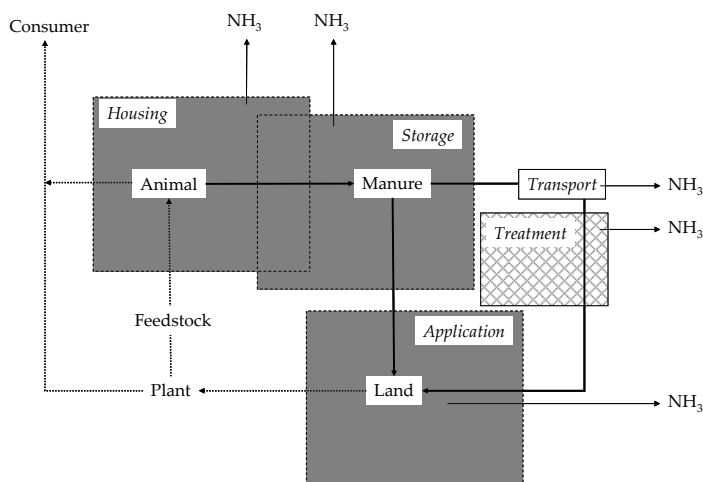 Consumer
NH₃
NH₃
Housing
Storage
Animal
Manure
Transport
NH₃
Treatment
NH₃
Feedstock
Application
Plant
Land
NH₃